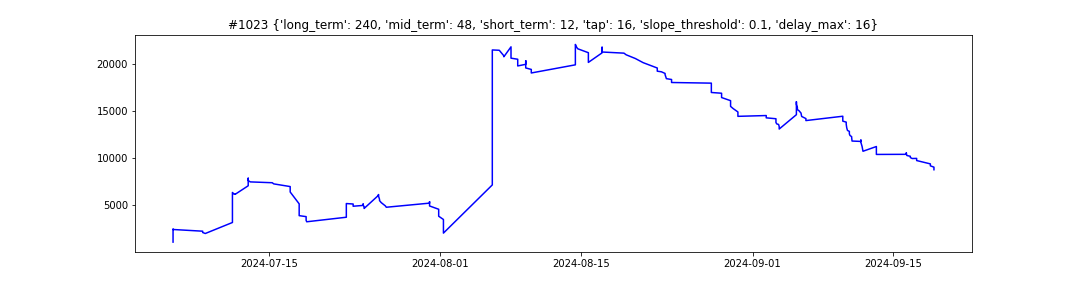 #1023 {'long_term': 240, 'mid_term': 48, 'short_term': 12, 'tap': 16, 'slope_threshold': 0.1, 'delay_max': 16}
20000
15000
10000
5000
2024-07-15 2024-08-01 2024-08-15 2024-09-01 2024-09-15